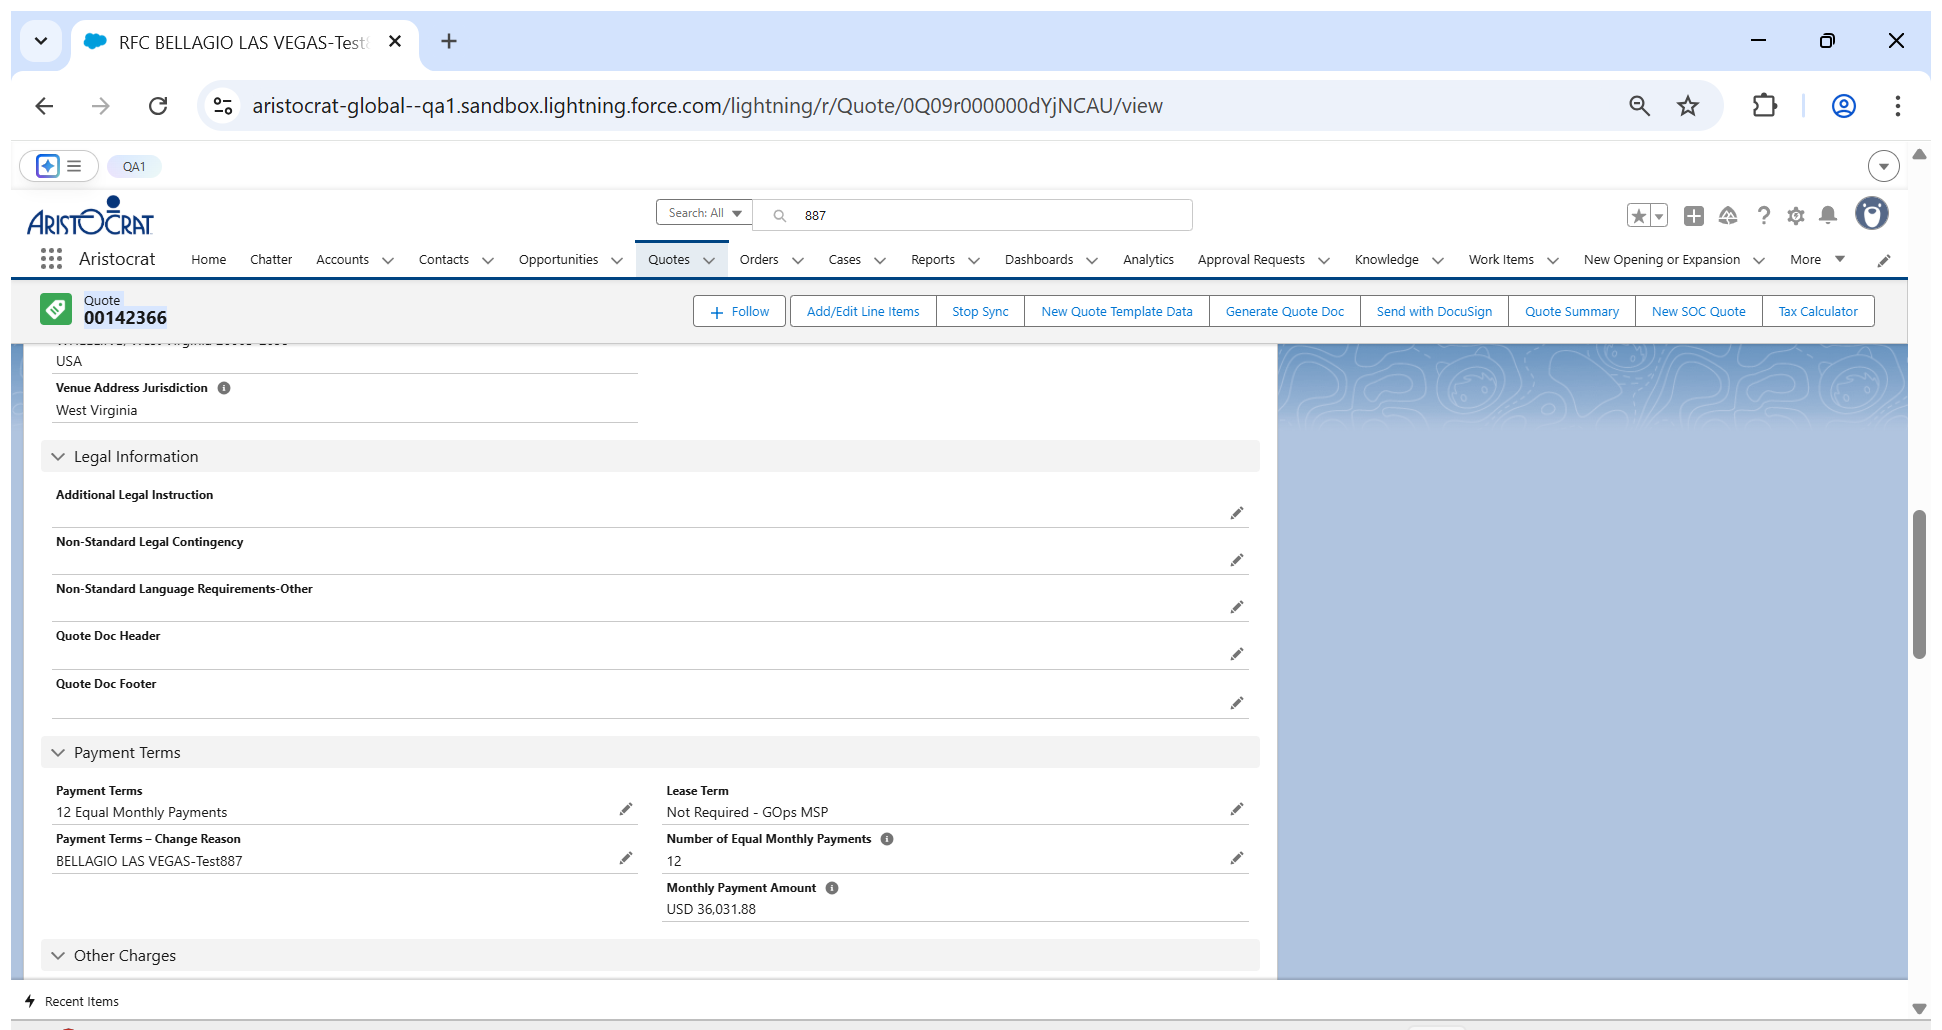 RFC BELLAGIO LAS VEGAS-Test8
aristocrat-global--qa1.sandbox.lightning.force.com/lightning/r/Quote/0Q09r000000dYjNCAU/view
QA1
ARISTOCRAT
Search: All
887
Aristocrat
Home
Chatter
Accounts
Contacts
Opportunities
Quotes
Orders
Cases
Reports
Dashboards
Analytics
Approval Requests
Knowledge
Work Items
New Opening or Expansion
More
Quote
00142366
Follow
Add/Edit Line Items
Stop Sync
New Quote Template Data
Generate Quote Doc
Send with DocuSign
Quote Summary
New SOC Quote
Tax Calculator
USA
Venue Address Jurisdiction
West Virginia
Legal Information
Additional Legal Instruction
Non-Standard Legal Contingency
Non-Standard Language Requirements-Other
Quote Doc Header
Quote Doc Footer
Payment Terms
Payment Terms
12 Equal Monthly Payments
Lease Term
Not Required - GOps MSP
Payment Terms – Change Reason
BELLAGIO LAS VEGAS-Test887
Number of Equal Monthly Payments
12
Monthly Payment Amount
USD 36,031.88
Other Charges
Recent Items